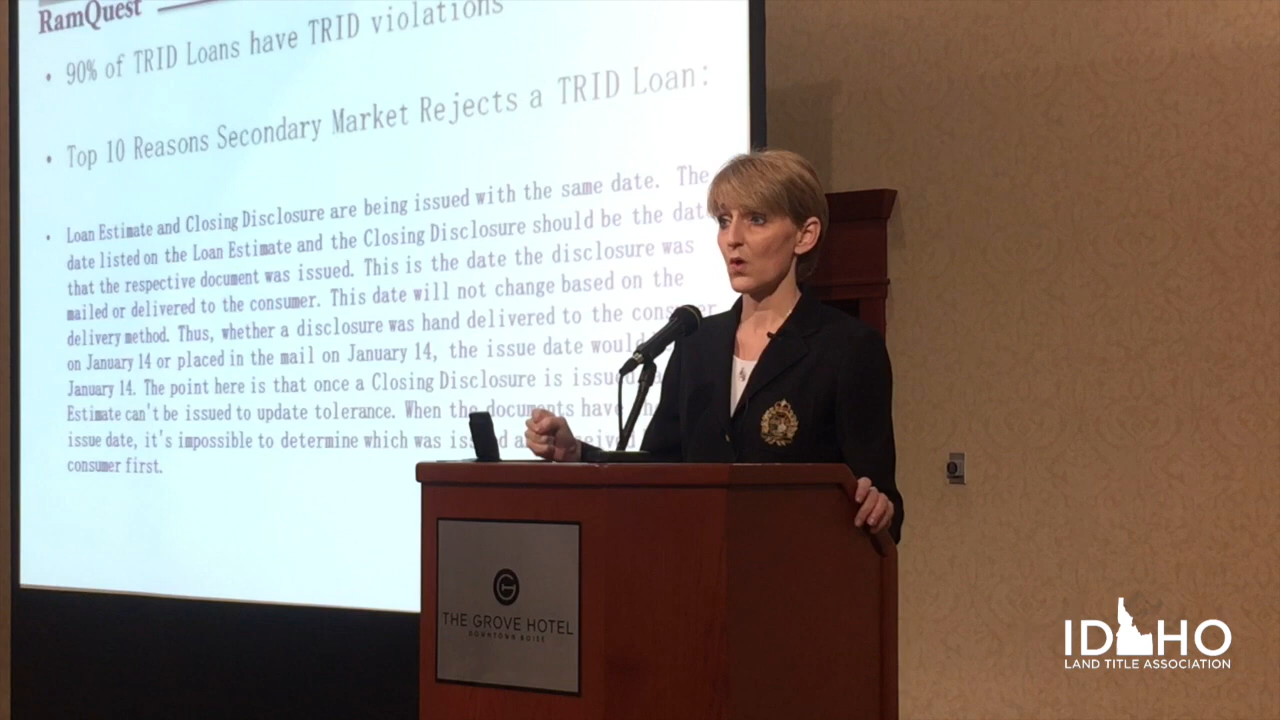 RamQuest
• 90% of TRID Loans have TRID violations
• Top 10 Reasons Secondary Market Rejects a TRID Loan:
• Loan Estimate and Closing Disclosure are being issued with the same date. The
date listed on the Loan Estimate and the Closing Disclosure should be the dat
that the respective document was issued. This is the date the disclosure was
mailed or delivered to the consumer. This date will not change based on the
delivery method. Thus, whether a disclosure was hand delivered to the consumer
on January 14 or placed in the mail on January 14, the issue date would
January 14. The point here is that once a Closing Disclosure is issued
Estimate can't be issued to update tolerance. When the documents have
issue date, it's impossible to determine which was issued
consumer first.
THE GROVE HOTEL
DOWNTOWN BOISE
IDAHO
LAND TITLE ASSOCIATION